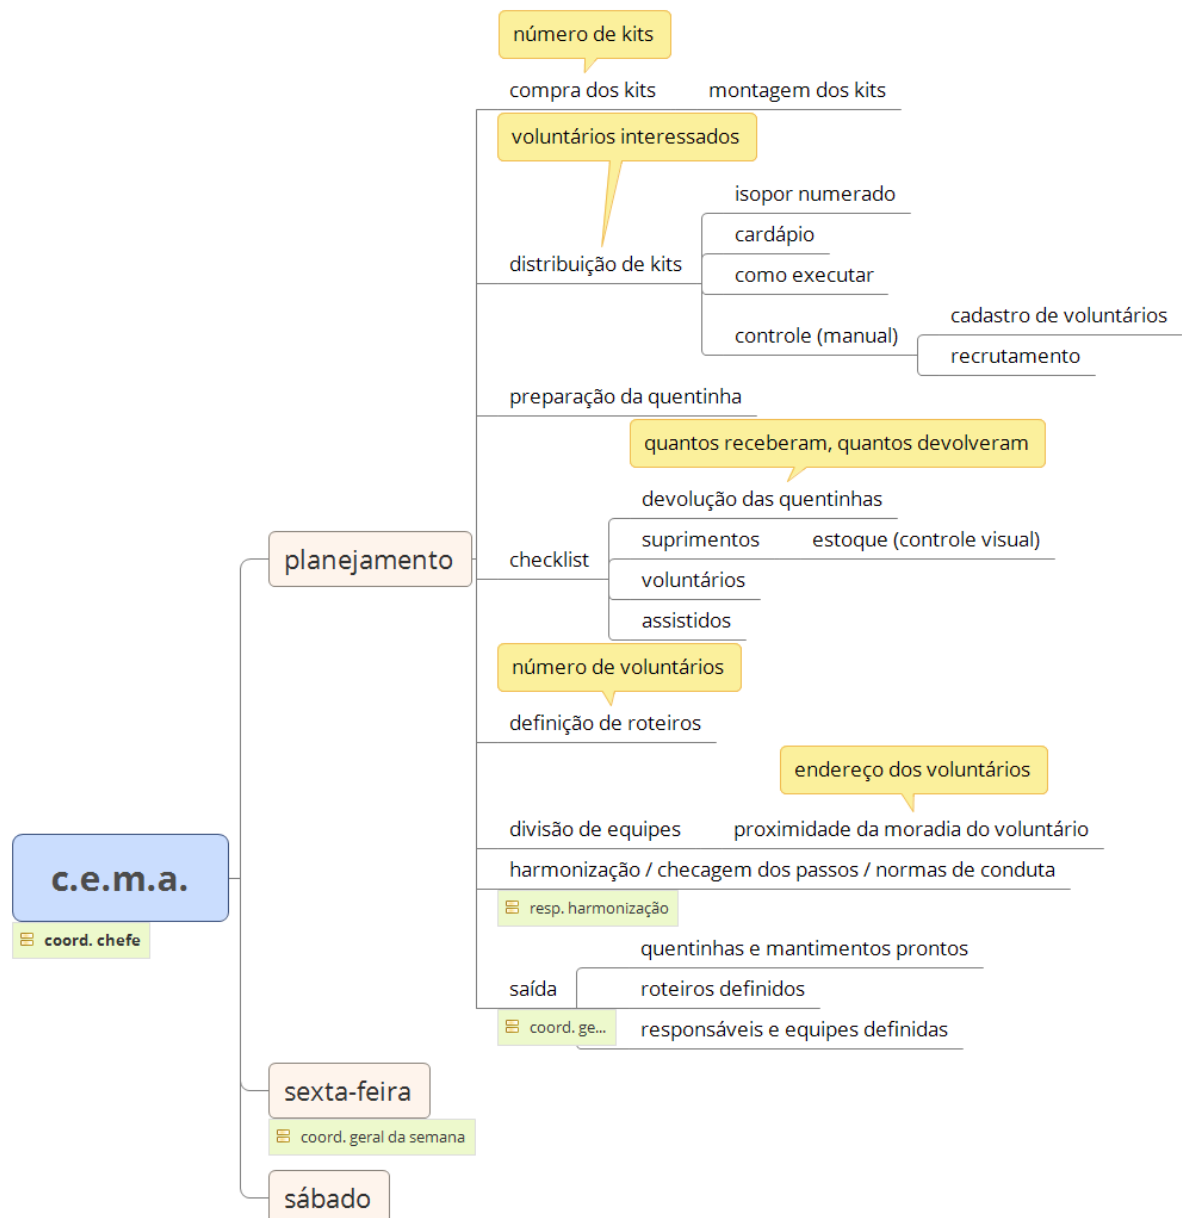 número de kits
compra dos kits
montagem dos kits
voluntários interessados
isopor numerado
cardápio
distribuição de kits
como executar
controle (manual)
cadastro de voluntários
recrutamento
preparação da quentinha
quantos receberam, quantos devolveram
devolução das quentinhas
suprimentos
estoque (controle visual)
planejamento
checklist
voluntários
assistidos
número de voluntários
definição de roteiros
endereço dos voluntários
divisão de equipes
proximidade da moradia do voluntário
c.e.m.a.
coord. chefe
harmonização / checagem dos passos / normas de conduta
resp. harmonização
quentinhas e mantimentos prontos
saída
roteiros definidos
coord. ge...
responsáveis e equipes definidas
sexta-feira
coord. geral da semana
sábado